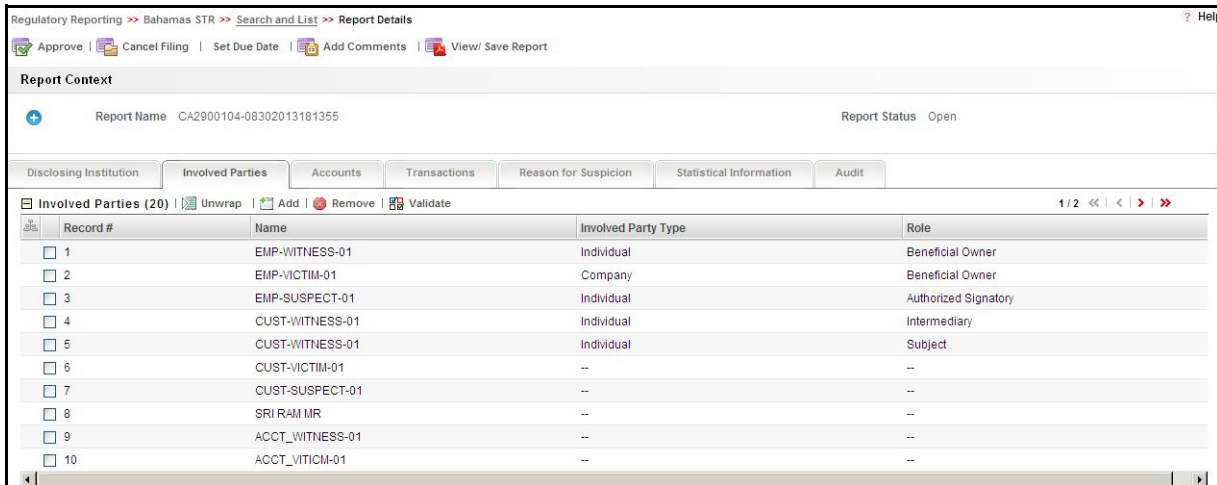 Regulatory Reporting >> Bahamas STR >> Search and List >> Report Details ? Help
Approve | Cancel Filing | Set Due Date | Add Comments | View/ Save Report
Report Context
Report Name CA2900104-08302013181355 Report Status Open
Disclosing Institution Involved Parties Accounts Transactions Reason for Suspicion Statistical Information Audit
Involved Parties (20) | Unwrap | Add | Remove | Validate 1 / 2
Record # Name Involved Party Type Role
1 EMP-WITNESS-01 Individual Beneficial Owner
2 EMP-VICTIM-01 Company Beneficial Owner
3 EMP-SUSPECT-01 Individual Authorized Signatory
4 CUST-WITNESS-01 Individual Intermediary
5 CUST-WITNESS-01 Individual Subject
6 CUST-VICTIM-01 -- --
7 CUST-SUSPECT-01 -- --
8 SRI RAM MR -- --
9 ACCT_WITNESS-01 -- --
10 ACCT_VITICM-01 -- --